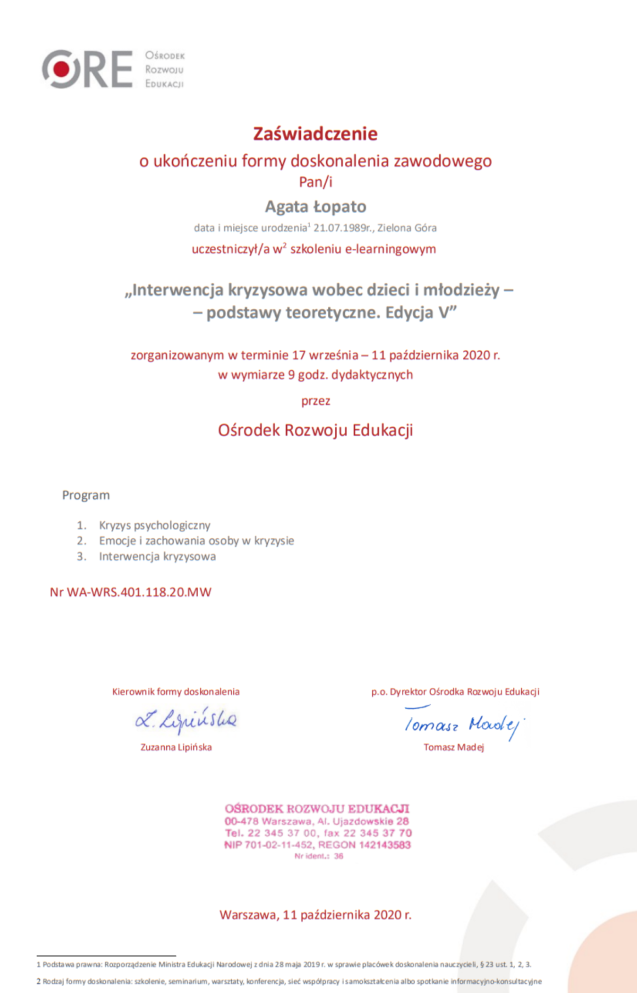 ORE Ośrodek
Rozwoju
Edukacji
Zaświadczenie
o ukończeniu formy doskonalenia zawodowego
Pan/i
Agata Łopato
data i miejsce urodzenia¹ 21.07.1989r., Zielona Góra
uczestniczył/a w² szkoleniu e-learningowym
„Interwencja kryzysowa wobec dzieci i młodzieży –
– podstawy teoretyczne. Edycja V”
zorganizowanym w terminie 17 września – 11 października 2020 r.
w wymiarze 9 godz. dydaktycznych
przez
Ośrodek Rozwoju Edukacji
Program
1. Kryzys psychologiczny
2. Emocje i zachowania osoby w kryzysie
3. Interwencja kryzysowa
Nr WA-WRS.401.118.20.MW
Kierownik formy doskonalenia
Z. Lipińska
Zuzanna Lipińska
p.o. Dyrektor Ośrodka Rozwoju Edukacji
Tomasz Madej
Tomasz Madej
OŚRODEK ROZWOJU EDUKACJI
00-478 Warszawa, Al. Ujazdowskie 28
Tel. 22 345 37 00, fax 22 345 37 70
NIP 701-02-11-452, REGON 142143583
Nr ident.: 36
Warszawa, 11 października 2020 r.
1 Podstawa prawna: Rozporządzenie Ministra Edukacji Narodowej z dnia 28 maja 2019 r. w sprawie placówek doskonalenia nauczycieli, § 23 ust. 1, 2, 3.
2 Rodzaj formy doskonalenia: szkolenie, seminarium, warsztaty, konferencja, sieć współpracy i samokształcenia albo spotkanie informacyjno-konsultacyjne